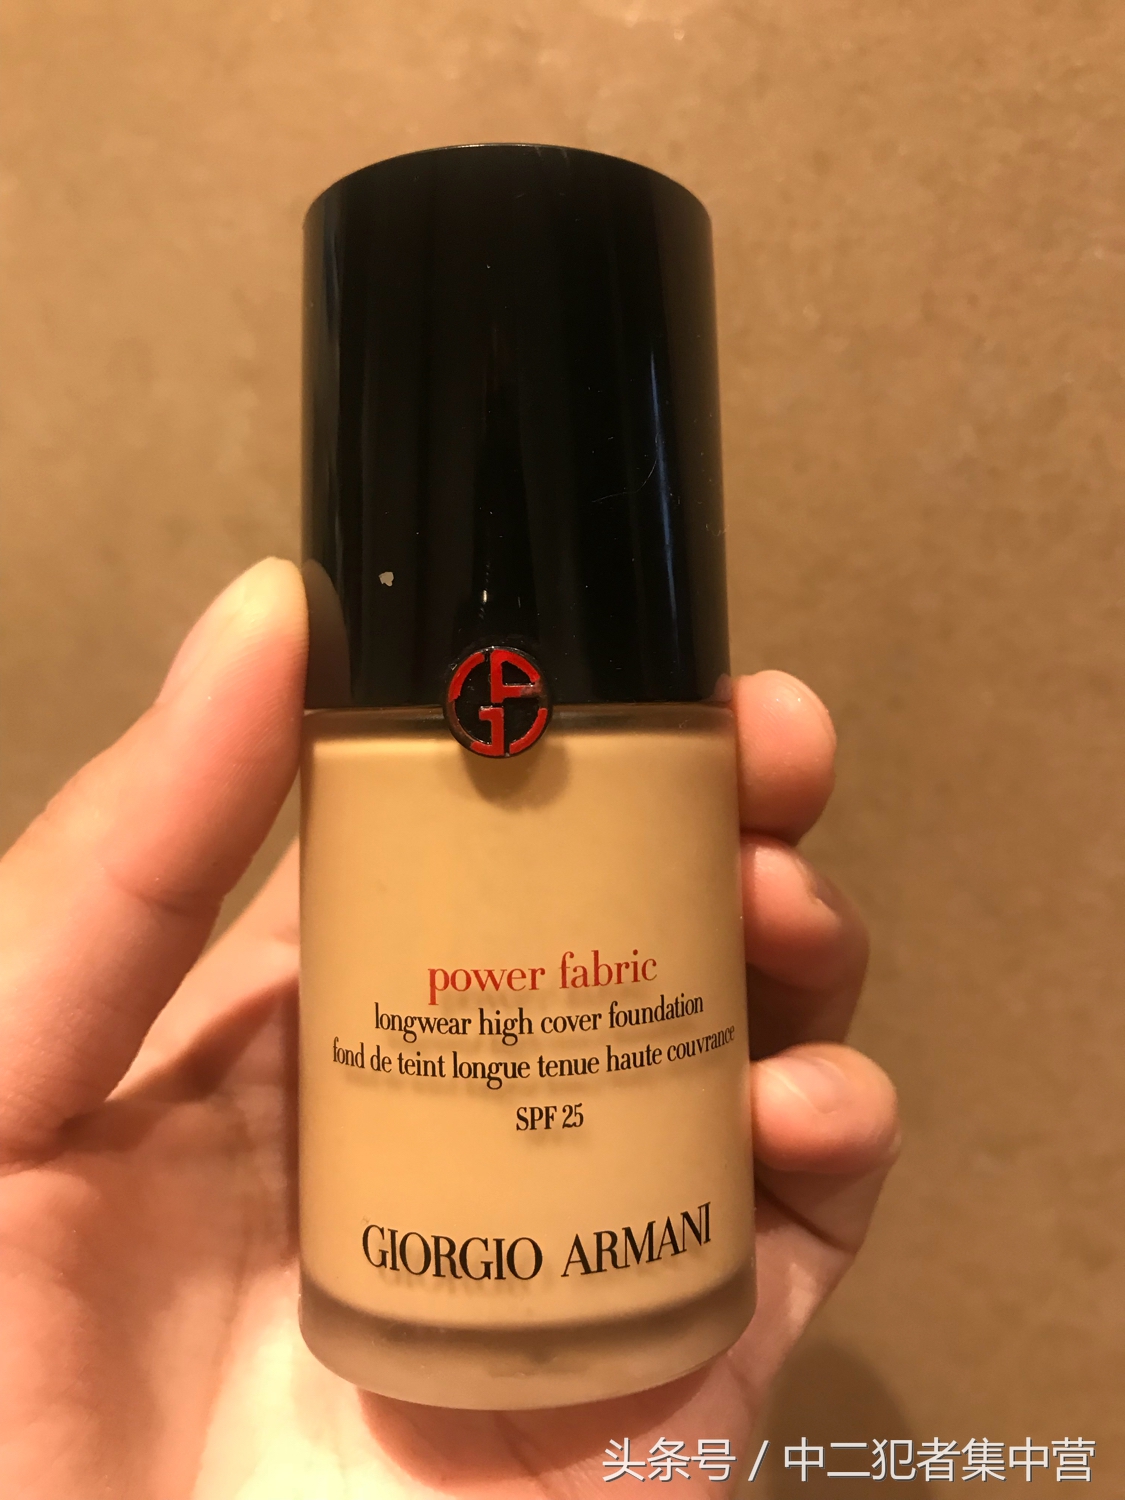 power fabric
longwear high cover foundation
fond de teint longue tenue haute couvrance
SPF 25
GIORGIO ARMANI
头条号 / 中二犯者集中营